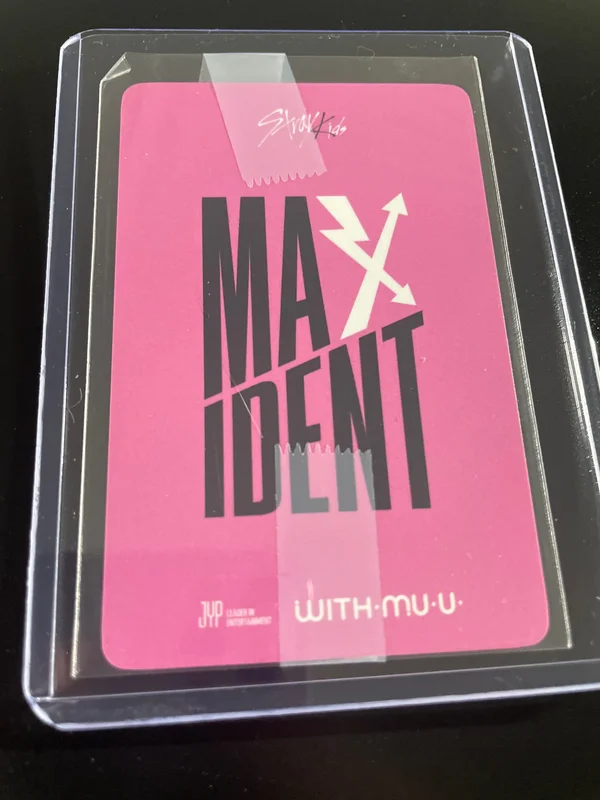 Stray Kids
MAX
IDENT
JYP LEADER IN
ENTERTAINMENT
WITH·MU·U·